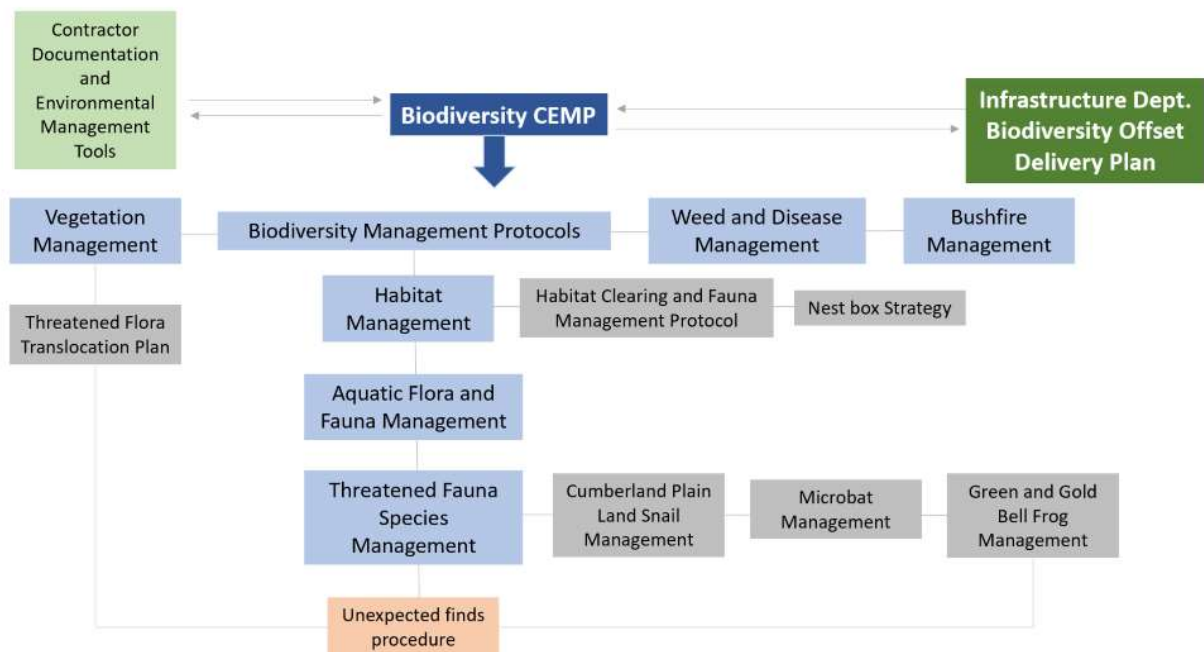 Contractor
Documentation
and
Environmental
Management
Tools
Biodiversity CEMP
Infrastructure Dept.
Biodiversity Offset
Delivery Plan
Vegetation
Management
Biodiversity Management Protocols
Weed and Disease
Management
Bushfire
Management
Threatened Flora
Translocation Plan
Habitat
Management
Habitat Clearing and Fauna
Management Protocol
Nest box Strategy
Aquatic Flora and
Fauna Management
Threatened Fauna
Species
Management
Cumberland Plain
Land Snail
Management
Microbat
Management
Green and Gold
Bell Frog
Management
Unexpected finds
procedure